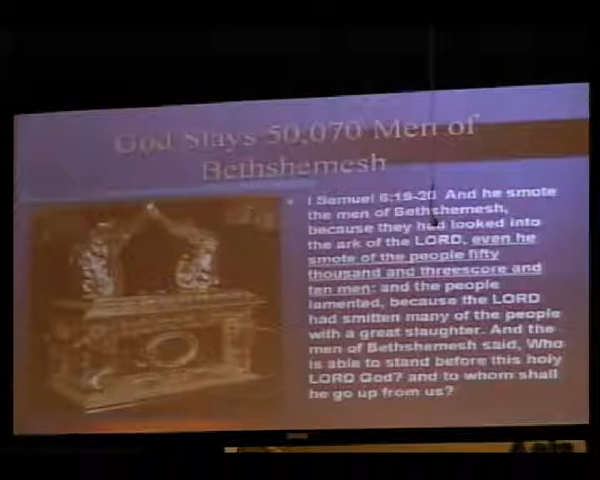 God Slays 50,070 Men of
Bethshemesh
I Samuel 6:19-20 And he smote
the men of Bethshemesh,
because they had looked into
the ark of the LORD, even he
smote of the people fifty
thousand and threescore and
ten men: and the people
lamented, because the LORD
had smitten many of the people
with a great slaughter. And the
men of Bethshemesh said, Who
is able to stand before this holy
LORD God? and to whom shall
he go up from us?